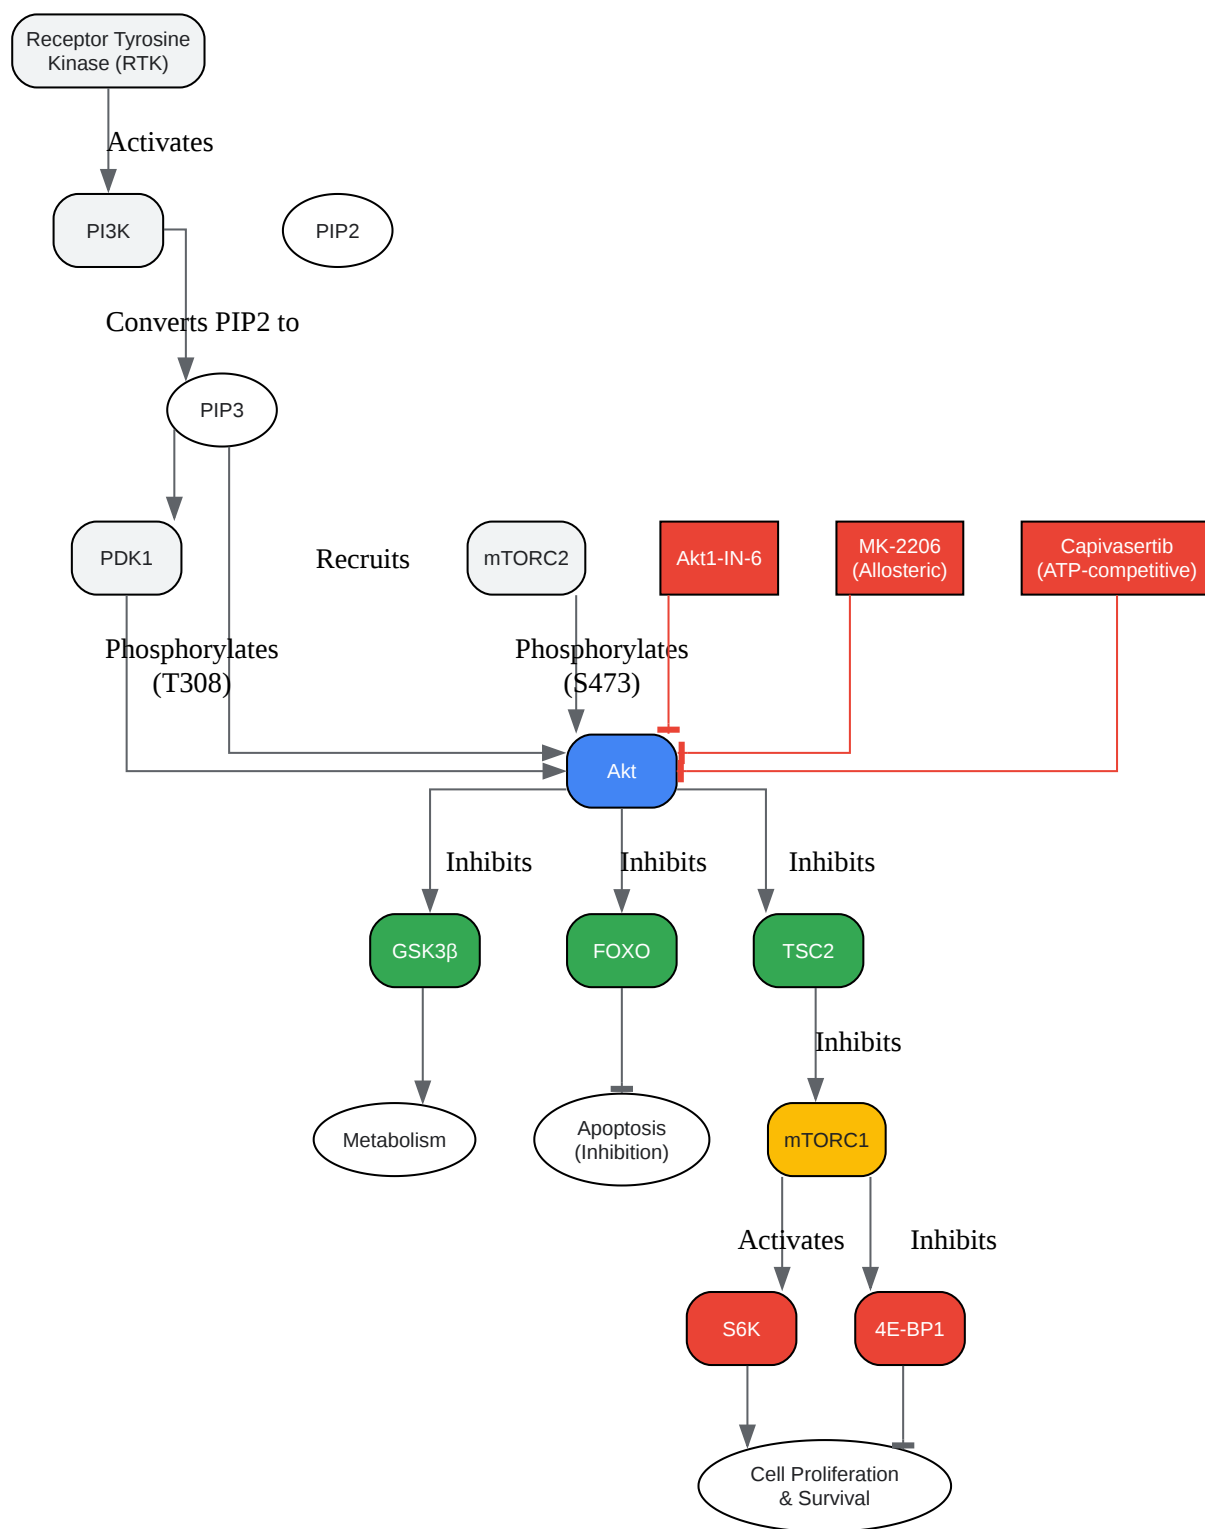 Receptor Tyrosine
Kinase (RTK)
Activates
PI3K
PIP2
Converts PIP2 to
PIP3
PDK1
Recruits
mTORC2
Akt1-IN-6
MK-2206
(Allosteric)
Capivasertib
(ATP-competitive)
Phosphorylates
(T308)
Phosphorylates
(S473)
Akt
Inhibits
Inhibits
Inhibits
GSK3β
FOXO
TSC2
Inhibits
Metabolism
Apoptosis
(Inhibition)
mTORC1
Activates
Inhibits
S6K
4E-BP1
Cell Proliferation
& Survival